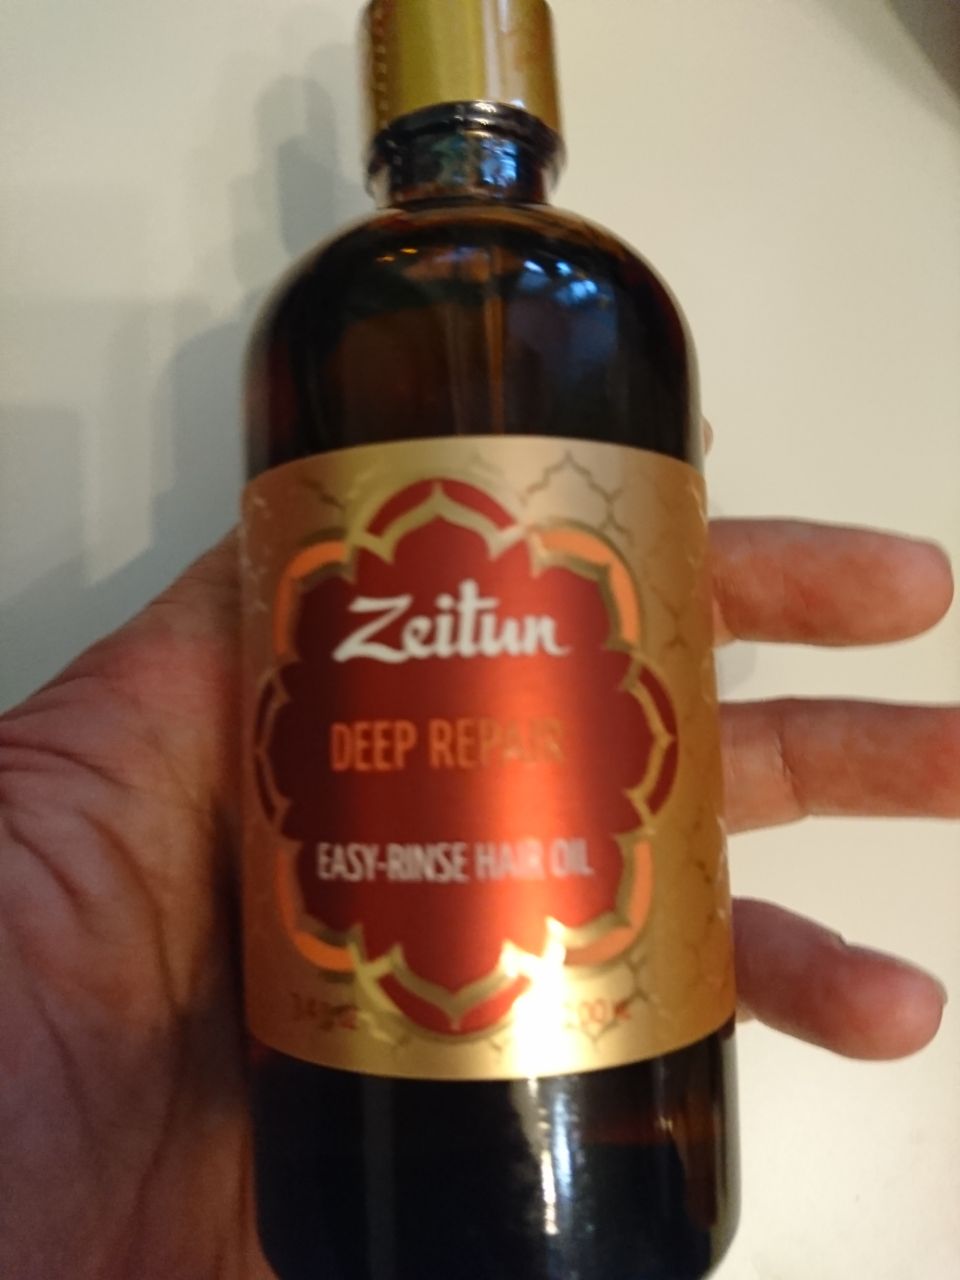 Zeitun
DEEP REPAIR
EASY-RINSE HAIR OIL